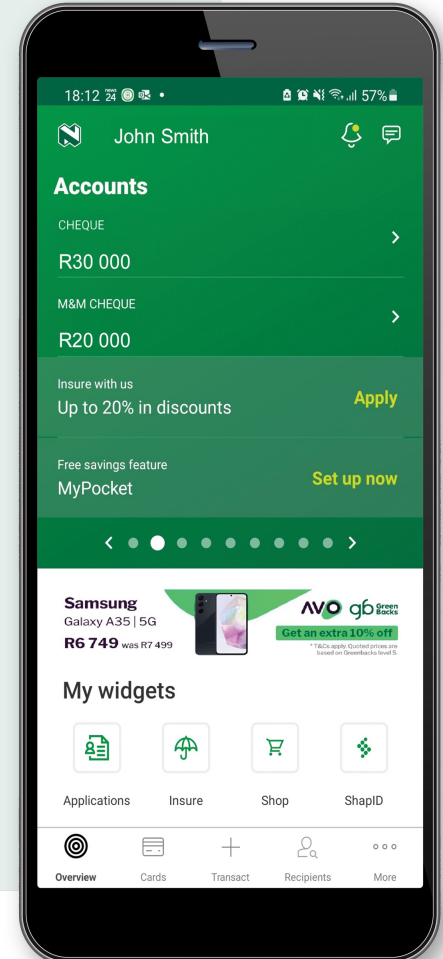 18:12 news 24 57%
John Smith
Accounts
CHEQUE
R30 000
M&M CHEQUE
R20 000
Insure with us
Up to 20% in discounts
Apply
Free savings feature
MyPocket
Set up now
Samsung
Galaxy A35 | 5G
R6 749 was R7 499
AVO gb Green Backs
Get an extra 10% off
* T&Cs apply. Quoted prices are
based on Greenbacks level 5.
My widgets
Applications Insure Shop ShapID
Overview Cards Transact Recipients More